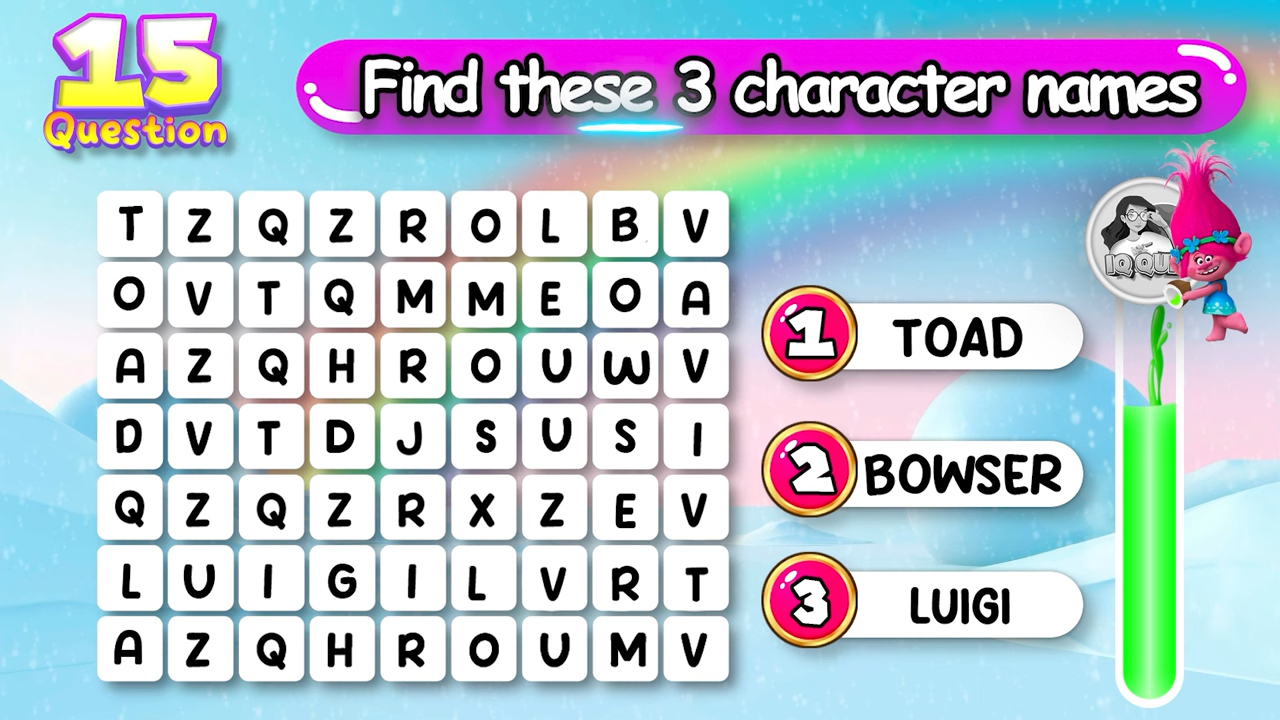 15
Question
Find these 3 character names
T Z Q Z R O L B V
O V T Q M M E O A
A Z Q H R O U W V
D V T D J S U S I
Q Z Q Z R X Z E V
L U I G I L V R T
A Z Q H R O U M V
1 TOAD
2 BOWSER
3 LUIGI